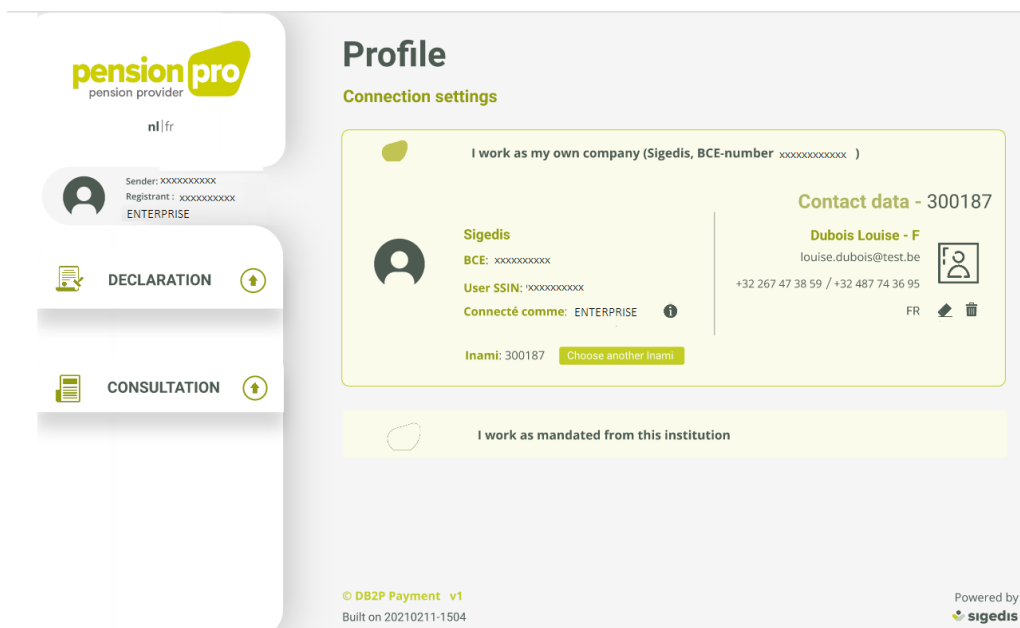 pension pro
pension provider
nl|fr
Sender: xxxxxxxxxx
Registrant : xxxxxxxxxx
ENTERPRISE
DECLARATION
CONSULTATION
Profile
Connection settings
I work as my own company (Sigedis, BCE-number xxxxxxxxxxxx )
Contact data - 300187
Sigedis
BCE: xxxxxxxxxx
User SSIN: 'xxxxxxxxxx
Connecté comme: ENTERPRISE
Inami: 300187 Choose another Inami
Dubois Louise - F
louise.dubois@test.be
+32 267 47 38 59 / +32 487 74 36 95
FR
I work as mandated from this institution
© DB2P Payment v1
Built on 20210211-1504
Powered by
sigedis